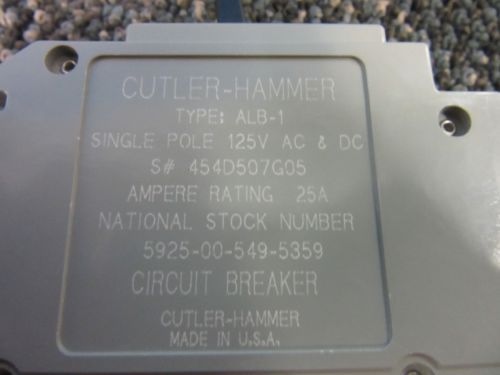 CUTLER-HAMMER
TYPE: ALB-1
SINGLE POLE 125V AC & DC
S# 454D507G05
AMPERE RATING 25A
NATIONAL STOCK NUMBER
5925-00-549-5359
CIRCUIT BREAKER
CUTLER-HAMMER
MADE IN U.S.A.